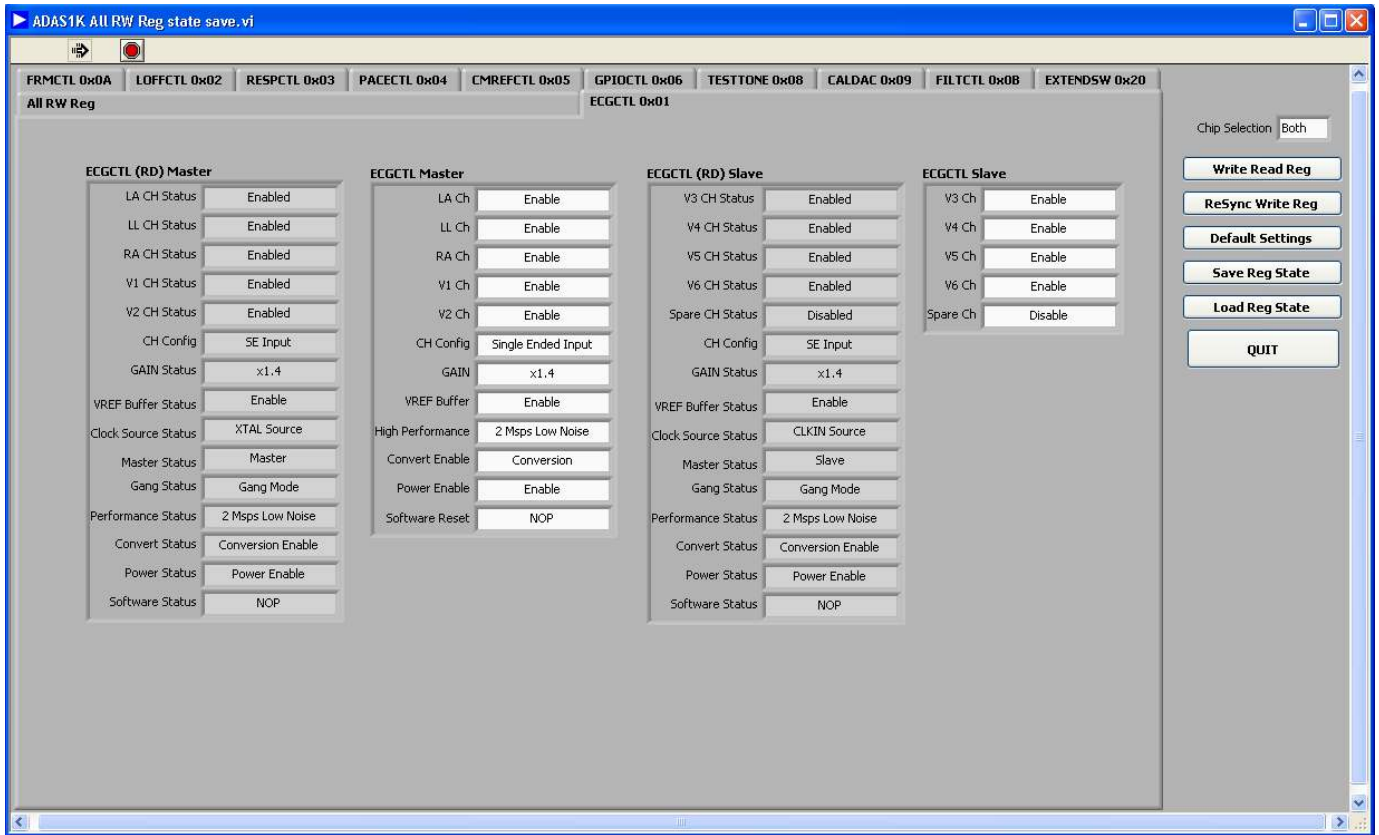 ADAS1K All RW Reg state save.vi
FRMCTL 0x0A LOFFCTL 0x02 RESPCTL 0x03 PACECTL 0x04 CMREFCTL 0x05 GPIOCTL 0x06 TESTTONE 0x08 CALDAC 0x09 FILTCTL 0x0B EXTENDSW 0x20
All RW Reg ECGCTL 0x01
ECGCTL (RD) Master
LA CH Status Enabled
LL CH Status Enabled
RA CH Status Enabled
V1 CH Status Enabled
V2 CH Status Enabled
CH Config SE Input
GAIN Status x1.4
VREF Buffer Status Enable
Clock Source Status XTAL Source
Master Status Master
Gang Status Gang Mode
Performance Status 2 Msps Low Noise
Convert Status Conversion Enable
Power Status Power Enable
Software Status NOP
ECGCTL Master
LA Ch Enable
LL Ch Enable
RA Ch Enable
V1 Ch Enable
V2 Ch Enable
CH Config Single Ended Input
GAIN x1.4
VREF Buffer Enable
High Performance 2 Msps Low Noise
Convert Enable Conversion
Power Enable Enable
Software Reset NOP
ECGCTL (RD) Slave
V3 CH Status Enabled
V4 CH Status Enabled
V5 CH Status Enabled
V6 CH Status Enabled
Spare CH Status Disabled
CH Config SE Input
GAIN Status x1.4
VREF Buffer Status Enable
Clock Source Status CLKIN Source
Master Status Slave
Gang Status Gang Mode
Performance Status 2 Msps Low Noise
Convert Status Conversion Enable
Power Status Power Enable
Software Status NOP
ECGCTL Slave
V3 Ch Enable
V4 Ch Enable
V5 Ch Enable
V6 Ch Enable
Spare Ch Disable
Chip Selection Both
Write Read Reg
ReSync Write Reg
Default Settings
Save Reg State
Load Reg State
QUIT